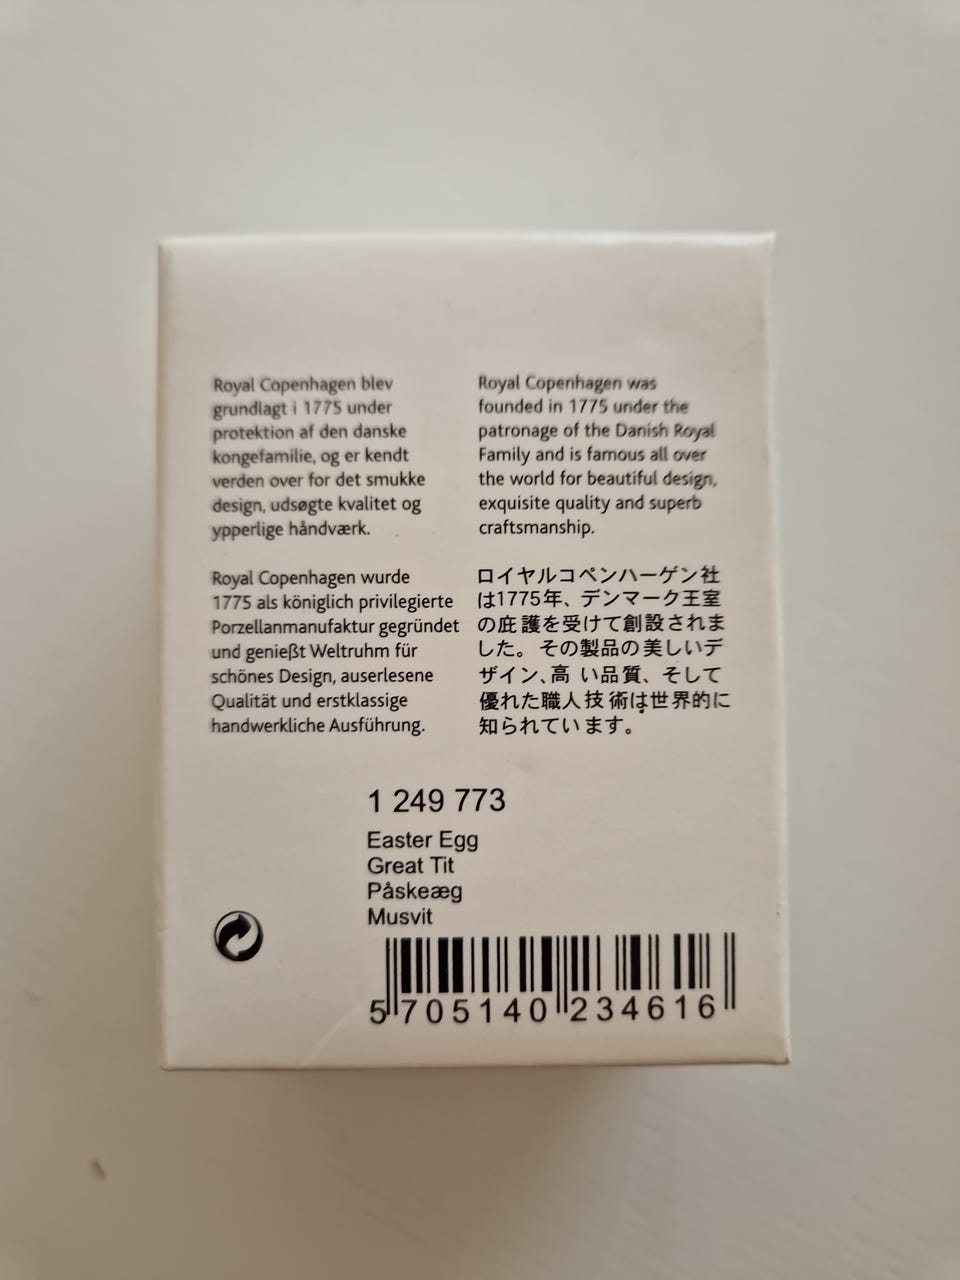 Royal Copenhagen blev
grundlagt i 1775 under
protektion af den danske
kongefamilie, og er kendt
verden over for det smukke
design, udsøgte kvalitet og
ypperlige håndværk.
Royal Copenhagen was
founded in 1775 under the
patronage of the Danish Royal
Family and is famous all over
the world for beautiful design,
exquisite quality and superb
craftsmanship.
Royal Copenhagen wurde
1775 als königlich privilegierte
Porzellanmanufaktur gegründet
und genießt Weltruhm für
schönes Design, auserlesene
Qualität und erstklassige
handwerkliche Ausführung.
ロイヤルコペンハーゲン社
は1775年、デンマーク王室
の庇護を受けて創設されま
した。その製品の美しいデ
ザイン、高い品質、そして
優れた職人技術は世界的に
知られています。
1 249 773
Easter Egg
Great Tit
Påskeæg
Musvit
5 705140 234616